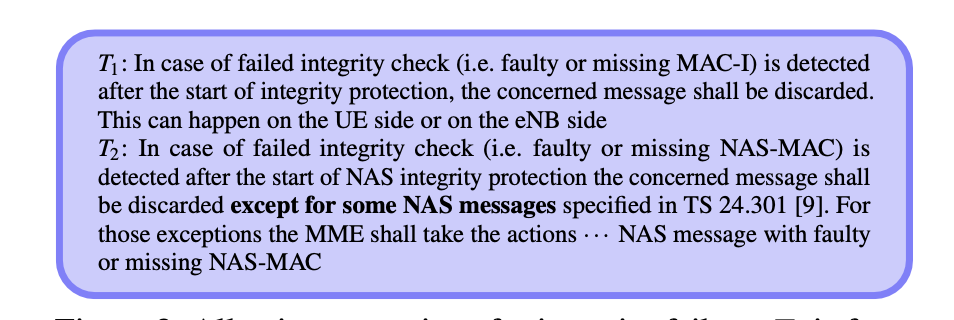 T1: In case of failed integrity check (i.e. faulty or missing MAC-I) is detected
after the start of integrity protection, the concerned message shall be discarded.
This can happen on the UE side or on the eNB side
T2: In case of failed integrity check (i.e. faulty or missing NAS-MAC) is
detected after the start of NAS integrity protection the concerned message shall
be discarded except for some NAS messages specified in TS 24.301 [9]. For
those exceptions the MME shall take the actions ··· NAS message with faulty
or missing NAS-MAC